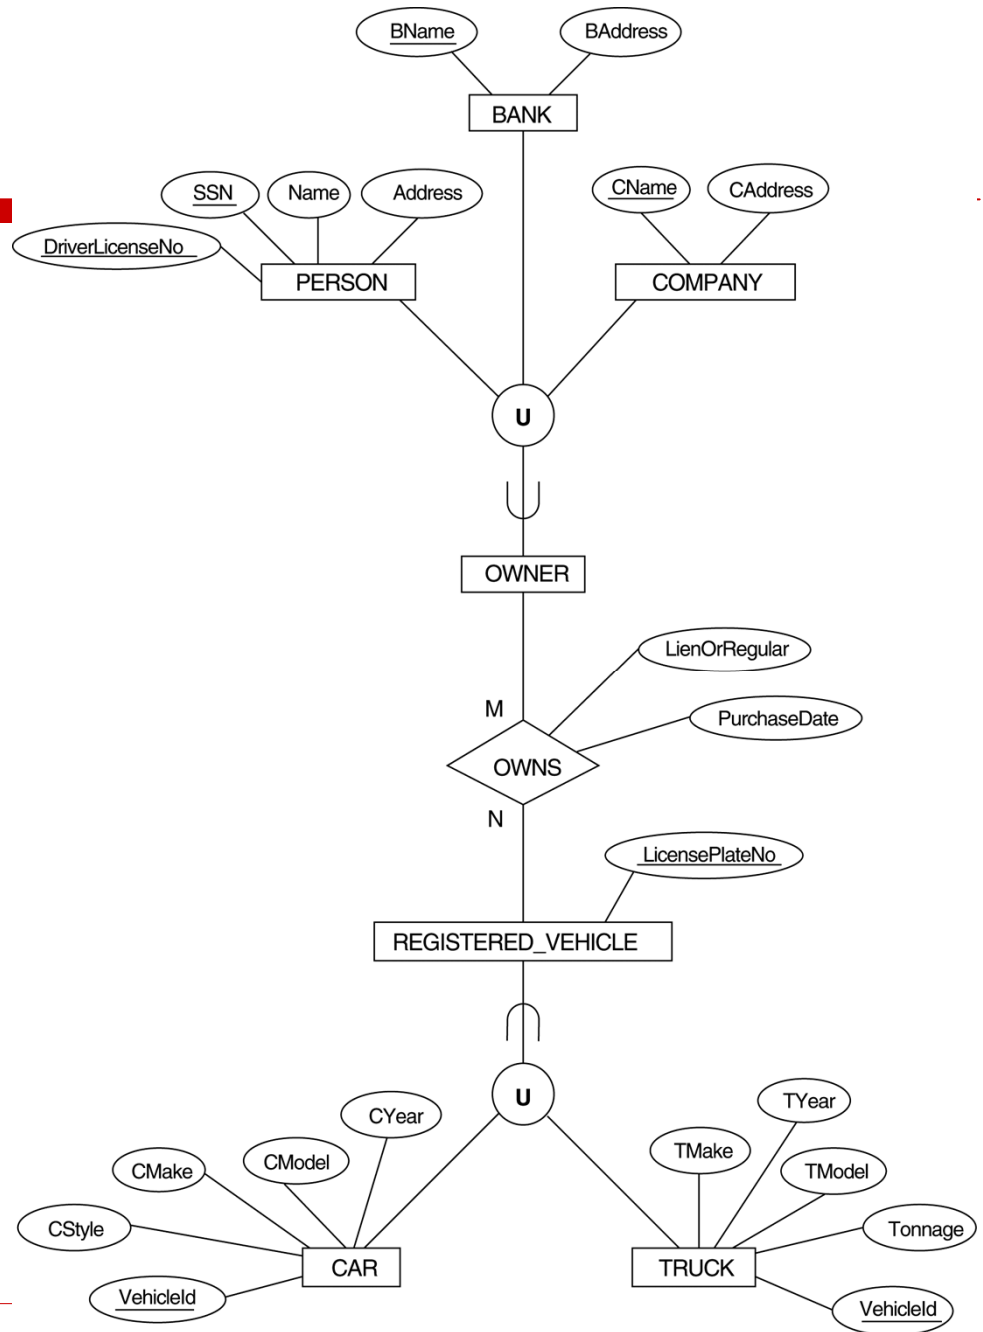 BName
BAddress
BANK
SSN
Name
Address
CName
CAddress
DriverLicenseNo
PERSON
COMPANY
U
OWNER
LienOrRegular
M
PurchaseDate
OWNS
N
LicensePlateNo
REGISTERED_VEHICLE
U
CYear
TYear
CMake
CModel
TMake
TModel
CStyle
Tonnage
CAR
TRUCK
VehicleId
VehicleId